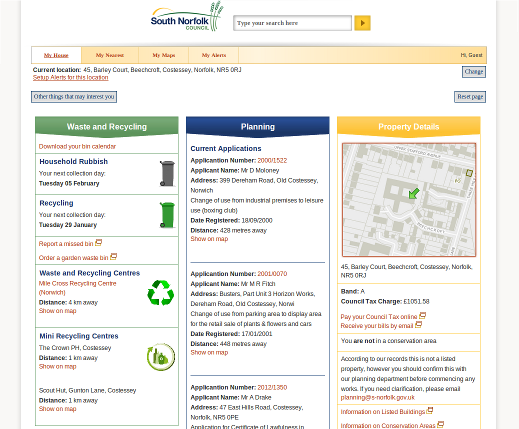 South Norfolk
COUNCIL
Type your search here
My Home
My Nearest
My Maps
My Alerts
Hi, Guest
Current location: 45, Barley Court, Beechcroft, Costessey, Norfolk, NR5 0RJ
Setup Alerts for this location
Change
Other things that may interest you
Reset page
Waste and Recycling
Download your bin calendar
Household Rubbish
Your next collection day:
Tuesday 05 February
Recycling
Your next collection day:
Tuesday 29 January
Report a missed bin
Order a garden waste bin
Waste and Recycling Centres
Mile Cross Recycling Centre
(Norwich)
Distance: 4 km away
Show on map
Mini Recycling Centres
The Crown PH, Costessey
Distance: 1 km away
Show on map
Scout Hut, Gunton Lane, Costessey
Distance: 1 km away
Show on map
Planning
Current Applications
Applicantion Number: 2000/1522
Applicant Name: Mr D Moloney
Address: 399 Dereham Road, Old Costessey,
Norwich
Change of use from industrial premises to leisure
use (boxing club)
Date Registered: 18/09/2000
Distance: 428 metres away
Show on map
Applicantion Number: 2001/0070
Applicant Name: Mr M R Fitch
Address: Busters, Part Unit 3 Horizon Works,
Dereham Road, Old Costessey, Norwi
Change of use from parking area to display area
for the retail sale of plants & flowers and cars
Date Registered: 17/01/2001
Distance: 448 metres away
Show on map
Applicantion Number: 2012/1350
Applicant Name: Mr A Drake
Address: 47 East Hills Road, Costessey,
Norfolk, NR5 0PE
Application for Certificate of Lawfulness in
Property Details
BEECHCROFT
45, Barley Court, Beechcroft, Costessey, Norfolk,
NR5 0RJ
Band: A
Council Tax Charge: £1051.58
Pay your Council Tax online
Receive your bills by email
You are not in a conservation area
According to our records this is not a listed
property, however you should confirm this with
our planning department before commencing any
works. If you need clarification, please email
planning@s-norfolk.gov.uk
Information on Listed Buildings
Information on Conservation Areas